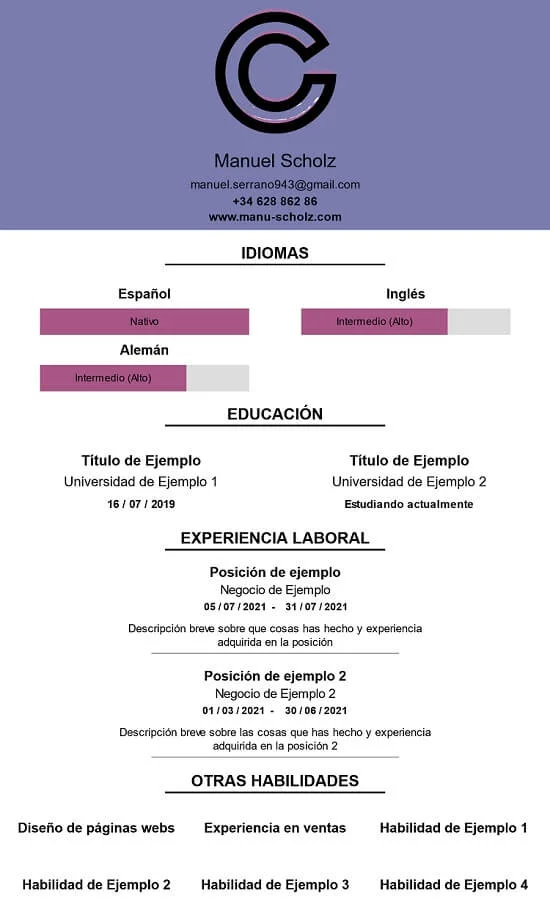 Manuel Scholz
manuel.serrano943@gmail.com
+34 628 862 86
www.manu-scholz.com
IDIOMAS
Español
Nativo
Inglés
Intermedio (Alto)
Alemán
Intermedio (Alto)
EDUCACIÓN
Título de Ejemplo
Universidad de Ejemplo 1
16 / 07 / 2019
Título de Ejemplo
Universidad de Ejemplo 2
Estudiando actualmente
EXPERIENCIA LABORAL
Posición de ejemplo
Negocio de Ejemplo
05 / 07 / 2021 - 31 / 07 / 2021
Descripción breve sobre que cosas has hecho y experiencia
adquirida en la posición
Posición de ejemplo 2
Negocio de Ejemplo 2
01 / 03 / 2021 - 30 / 06 / 2021
Descripción breve sobre las cosas que has hecho y experiencia
adquirida en la posición 2
OTRAS HABILIDADES
Diseño de páginas webs
Experiencia en ventas
Habilidad de Ejemplo 1
Habilidad de Ejemplo 2
Habilidad de Ejemplo 3
Habilidad de Ejemplo 4